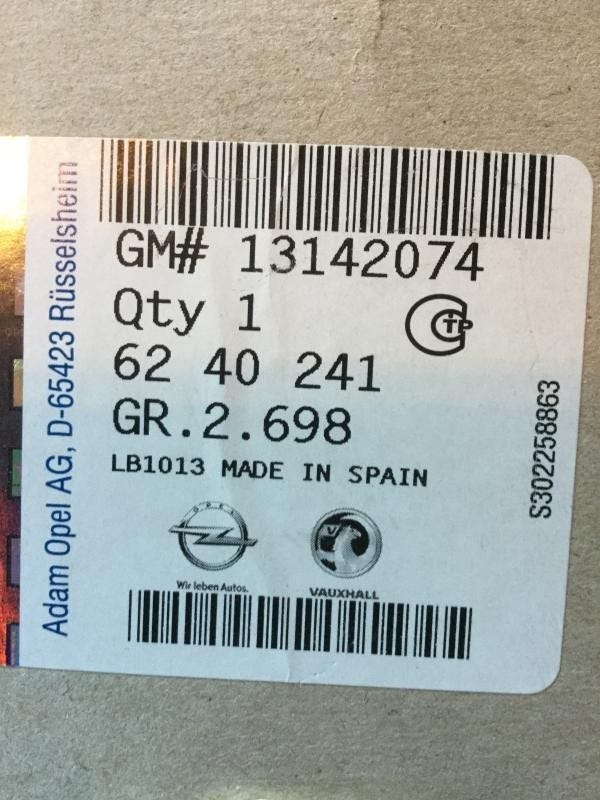 GM# 13142074
Qty 1
62 40 241
GR.2.698
LB1013 MADE IN SPAIN
OPEL
Wir leben Autos.
VAUXHALL
Adam Opel AG, D-65423 Rüsselsheim
S302258863